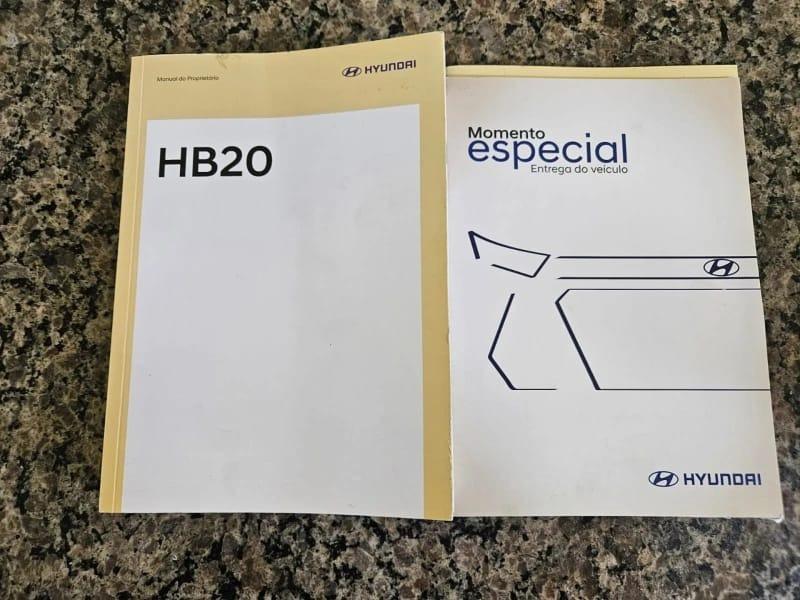 Manual do Proprietário
HYUNDAI
HB20
Momento
especial
Entrega do veículo
HYUNDAI